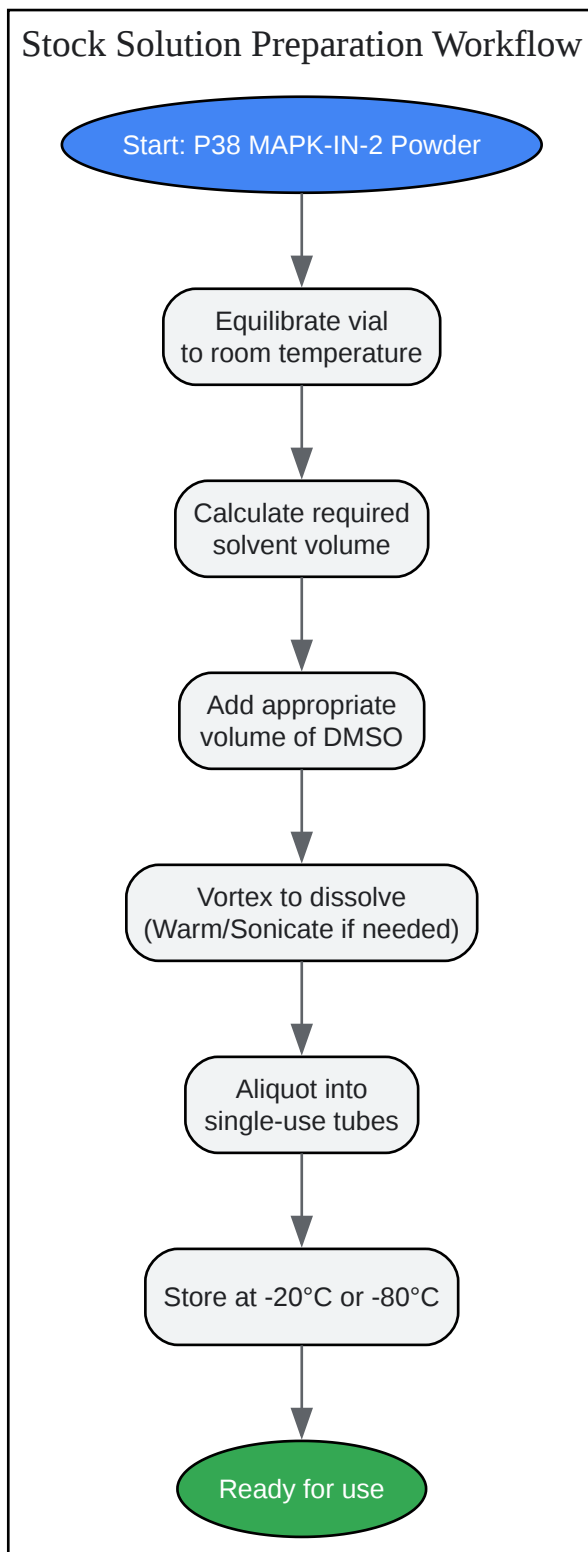 Stock Solution Preparation Workflow
Start: P38 MAPK-IN-2 Powder
Equilibrate vial
to room temperature
Calculate required
solvent volume
Add appropriate
volume of DMSO
Vortex to dissolve
(Warm/Sonicate if needed)
Aliquot into
single-use tubes
Store at -20°C or -80°C
Ready for use